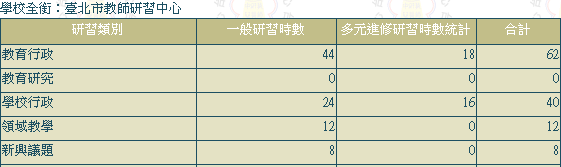 學校全銜：臺北市教師研習中心
研習類別 一般研習時數 多元進修研習時數統計 合計
教育行政 44 18 62
教育研究 0 0 0
學校行政 24 16 40
領域教學 12 0 12
新興議題 8 0 8